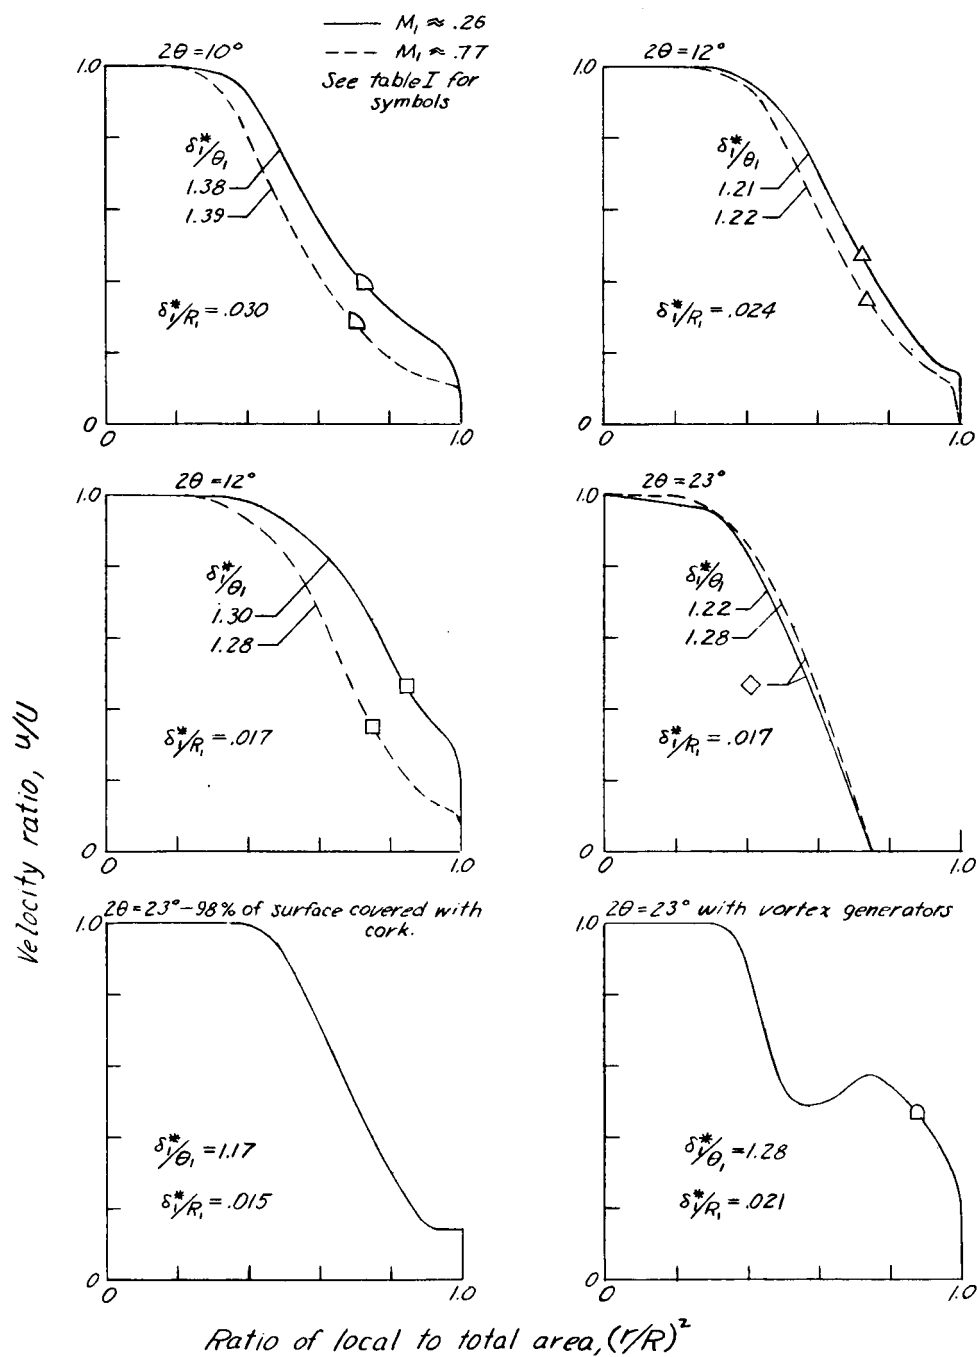 M₁ ≈ .26
M₁ ≈ .77
See table I for
symbols
2θ = 10°
1.0
δ₁*/θ₁
1.38
1.39
δ₁*/R₁ = .030
0
0
1.0
2θ = 12°
1.0
δ₁*/θ₁
1.21
1.22
δ₁*/R₁ = .024
0
0
1.0
2θ = 12°
1.0
δ₁*/θ₁
1.30
1.28
δ₁*/R₁ = .017
0
0
1.0
2θ = 23°
1.0
δ₁*/θ₁
1.22
1.28
δ₁*/R₁ = .017
0
0
1.0
Velocity ratio, u/U
2θ = 23° - 98% of surface covered with
cork.
1.0
δ₁*/θ₁ = 1.17
δ₁*/R₁ = .015
0
0
1.0
2θ = 23° with vortex generators
1.0
δ₁*/θ₁ = 1.28
δ₁*/R₁ = .021
0
0
1.0
Ratio of local to total area, (r/R)²